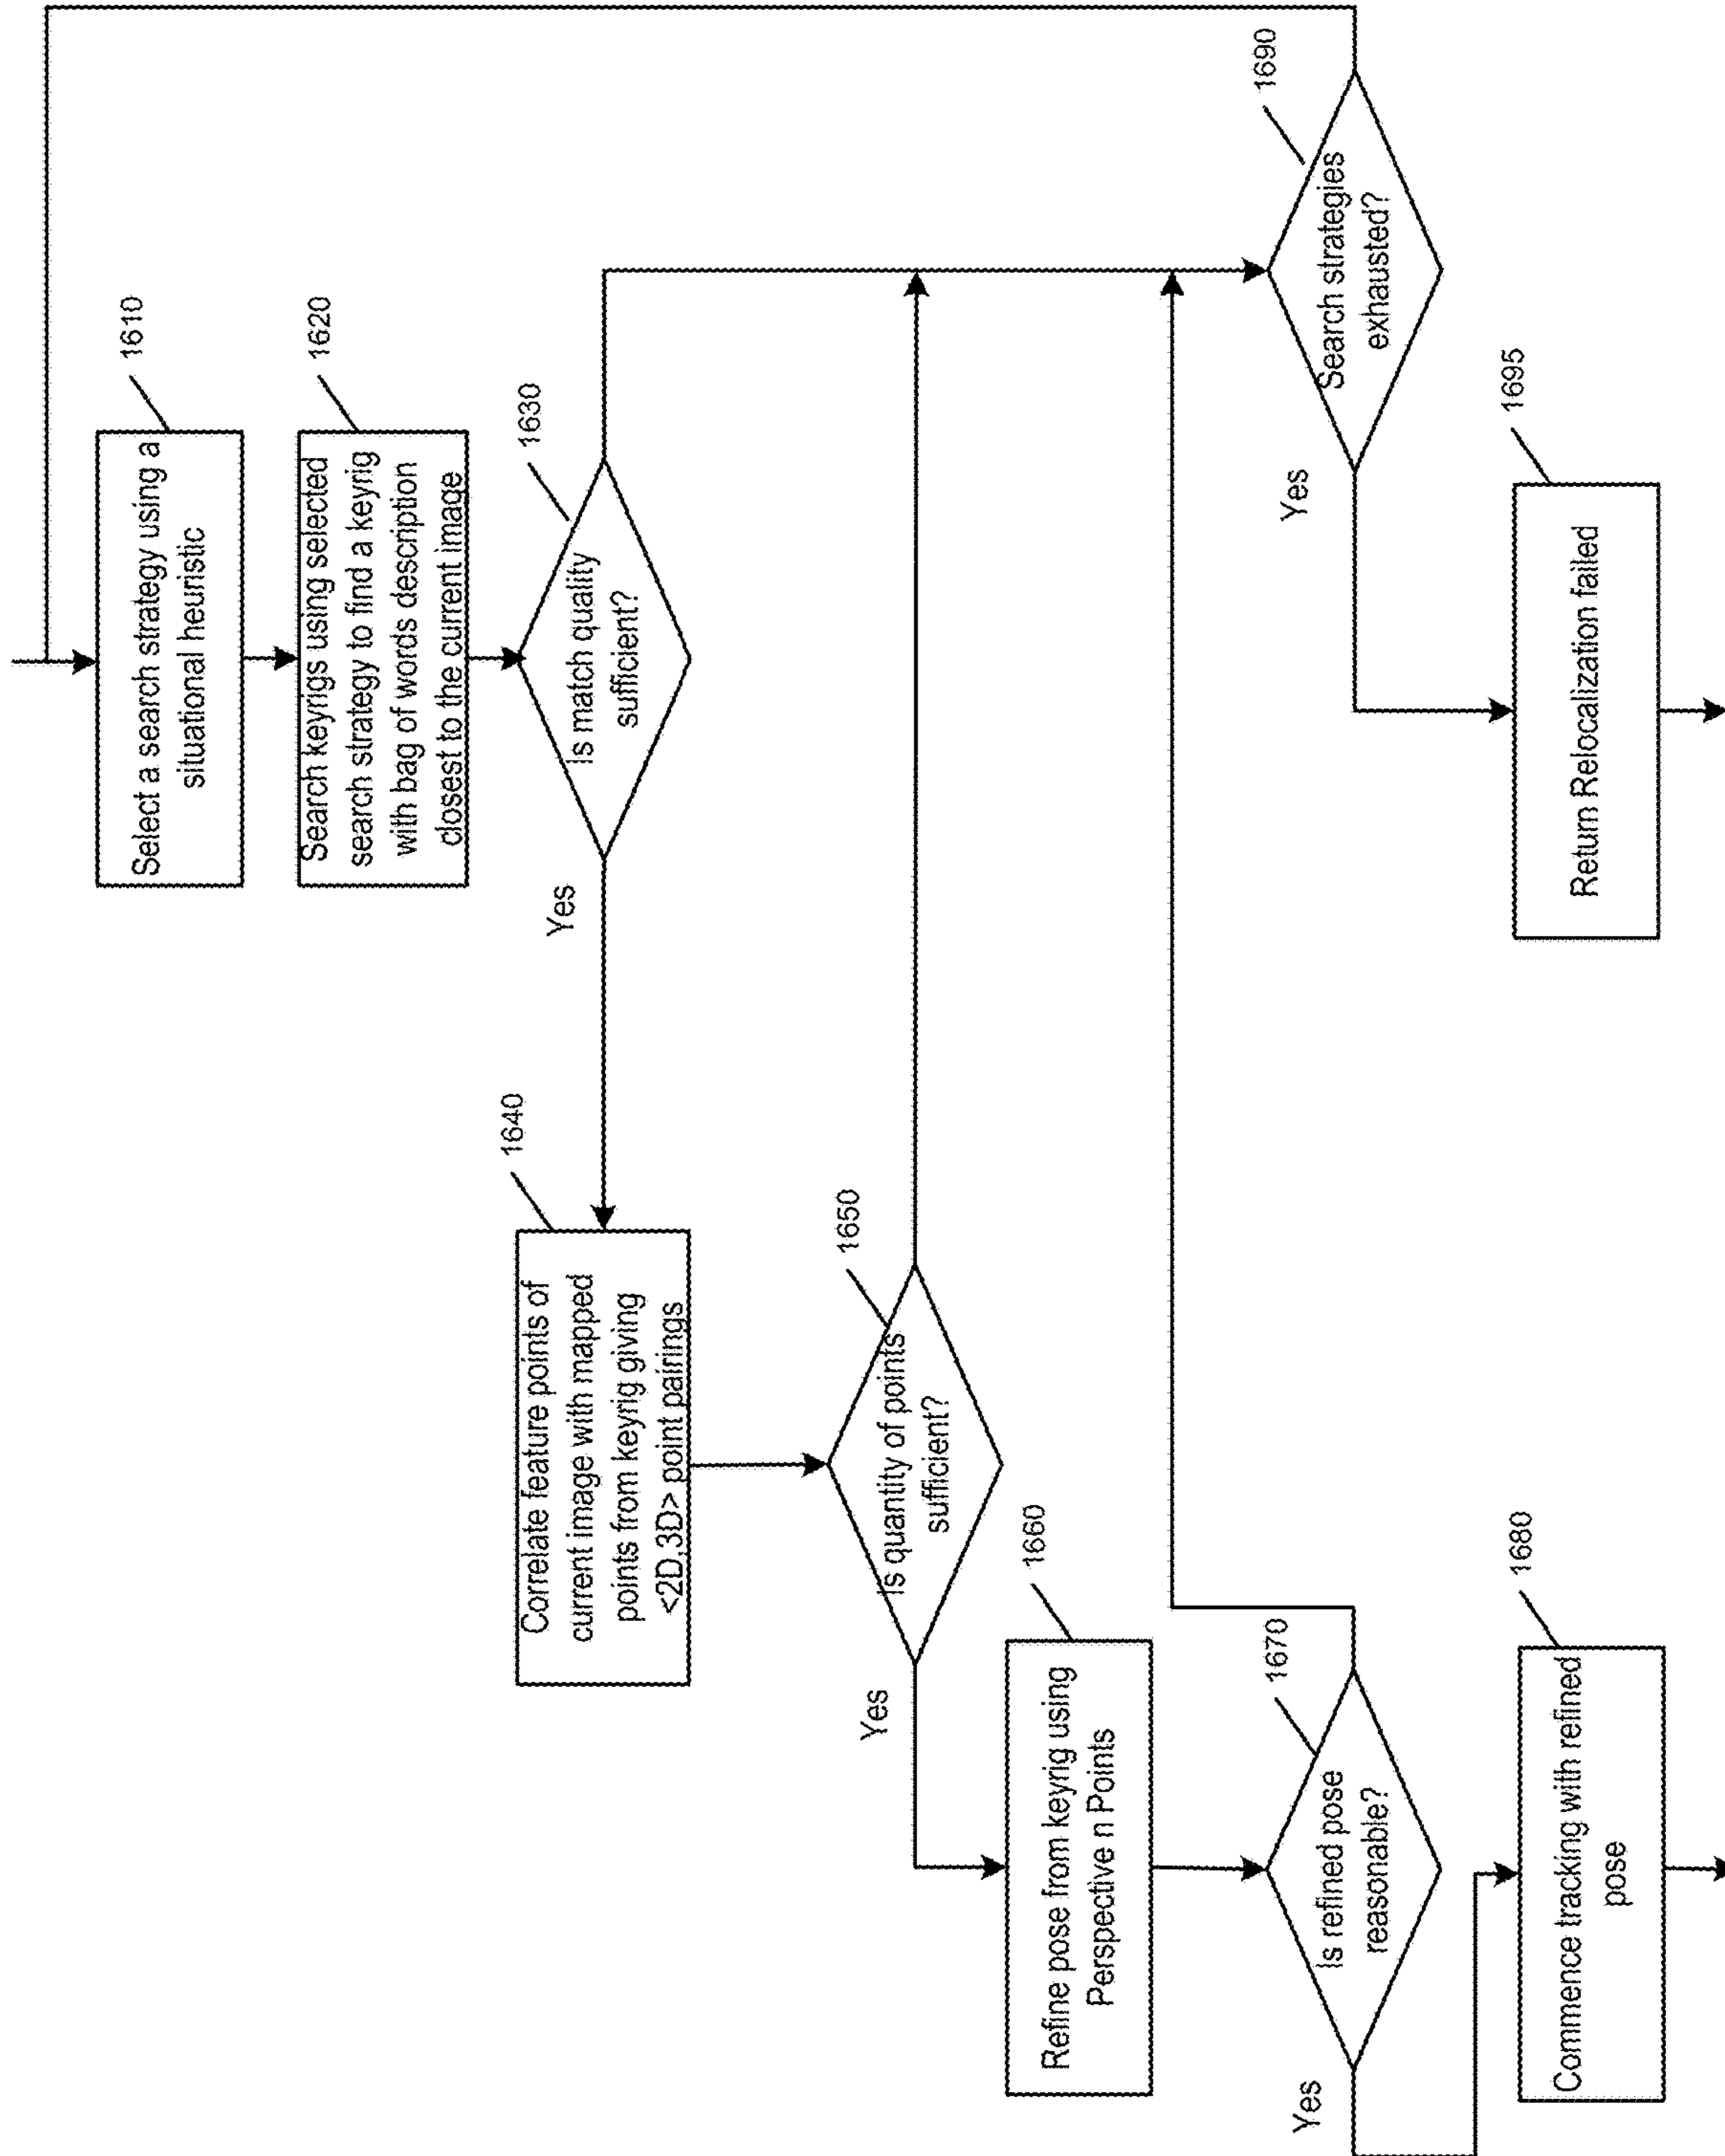 1610
Select a search strategy using a
situational heuristic
1620
Search keyrigs using selected
search strategy to find a keyrig
with bag of words description
closest to the current image
1630
Is match quality
sufficient?
Yes
1640
Correlate feature points of
current image with mapped
points from keyrig giving
<2D,3D> point pairings
1650
Is quantity of points
sufficient?
Yes
1660
Refine pose from keyrig using
Perspective n Points
1670
Is refined pose
reasonable?
Yes
1680
Commence tracking with refined
pose
1690
Search strategies
exhausted?
Yes
1695
Return Relocalization failed